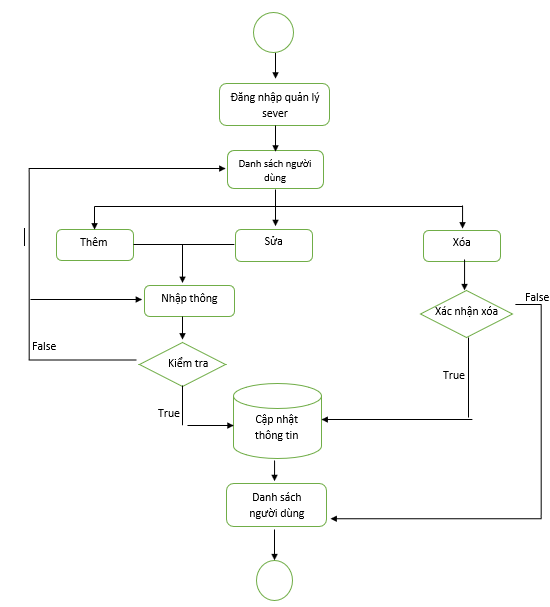 Đăng nhập quản lý
sever
Danh sách người
dùng
Thêm
Sửa
Xóa
Nhập thông
Xác nhận xóa
False
False
Kiểm tra
True
True
Cập nhật
thông tin
Danh sách
người dùng